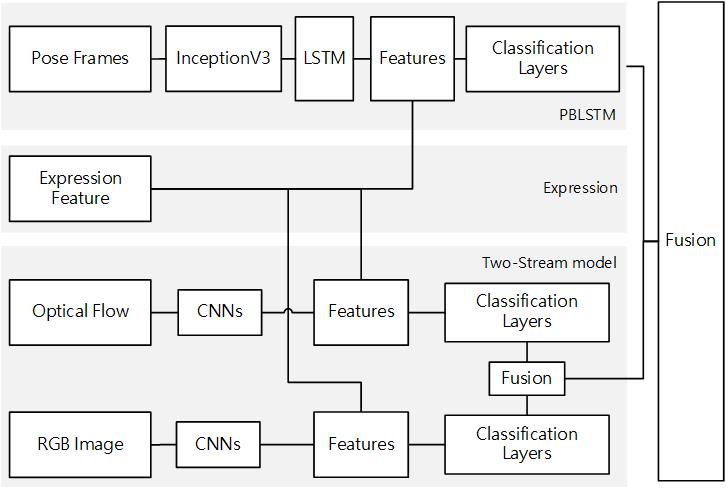 Pose Frames
InceptionV3
LSTM
Features
Classification
Layers
PBLSTM
Expression
Feature
Expression
Fusion
Two-Stream model
Optical Flow
CNNs
Features
Classification
Layers
Fusion
RGB Image
CNNs
Features
Classification
Layers